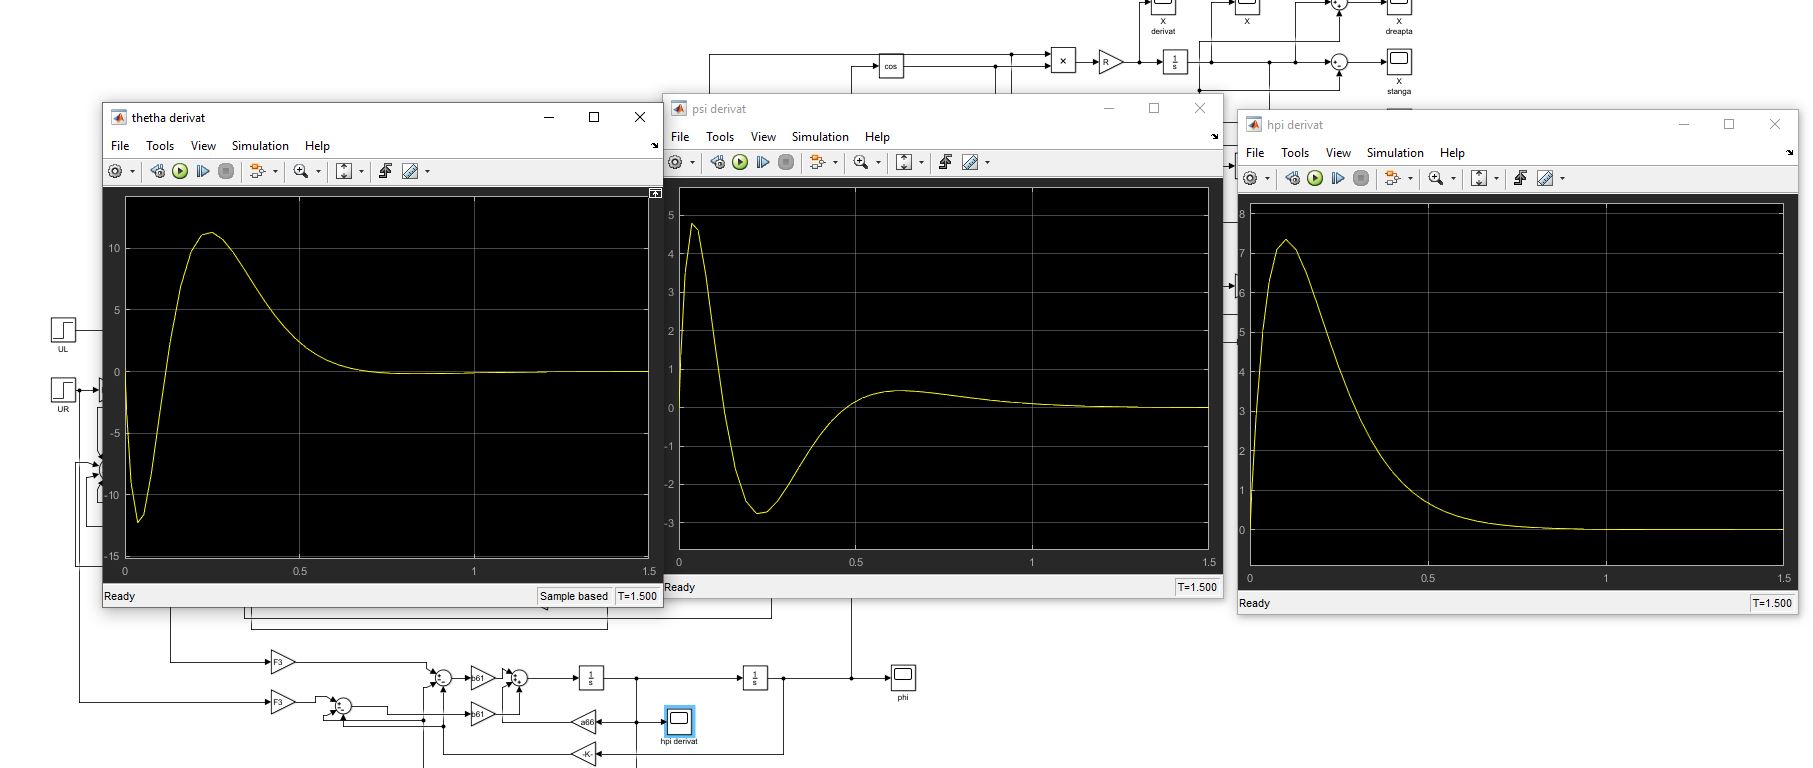 X
derivat
X
X
dreapta
cos
×
R
1
s
X
stanga
thetha derivat
File Tools View Simulation Help
10
5
0
-5
-10
-15
0 0.5 1 1.5
Ready Sample based T=1.500
psi derivat
File Tools View Simulation Help
5
4
3
2
1
0
-1
-2
-3
0 0.5 1 1.5
Ready T=1.500
hpi derivat
File Tools View Simulation Help
8
7
6
5
4
3
2
1
0
0 0.5 1 1.5
Ready T=1.500
UL
UR
F3
b61
1
s
1
s
phi
F3
b61
a66
hpi derivat
-K-